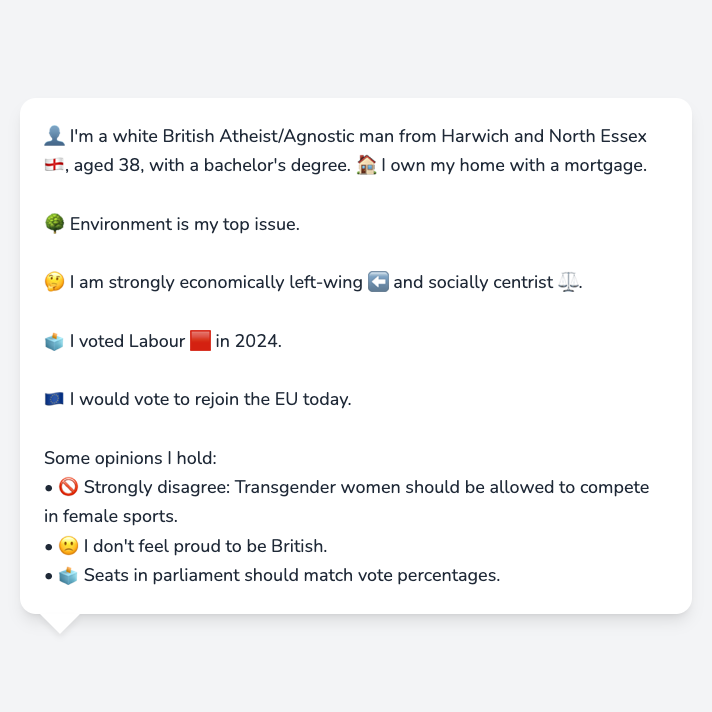 👤 I'm a white British Atheist/Agnostic man from Harwich and North Essex
🏴󠁧󠁢󠁥󠁮󠁧󠁿, aged 38, with a bachelor's degree. 🏠 I own my home with a mortgage.
🌳 Environment is my top issue.
🤔 I am strongly economically left-wing ⬅️ and socially centrist ⚖️.
🗳️ I voted Labour 🟥 in 2024.
🇪🇺 I would vote to rejoin the EU today.
Some opinions I hold:
• 🚫 Strongly disagree: Transgender women should be allowed to compete
in female sports.
• 🙁 I don't feel proud to be British.
• 🗳️ Seats in parliament should match vote percentages.